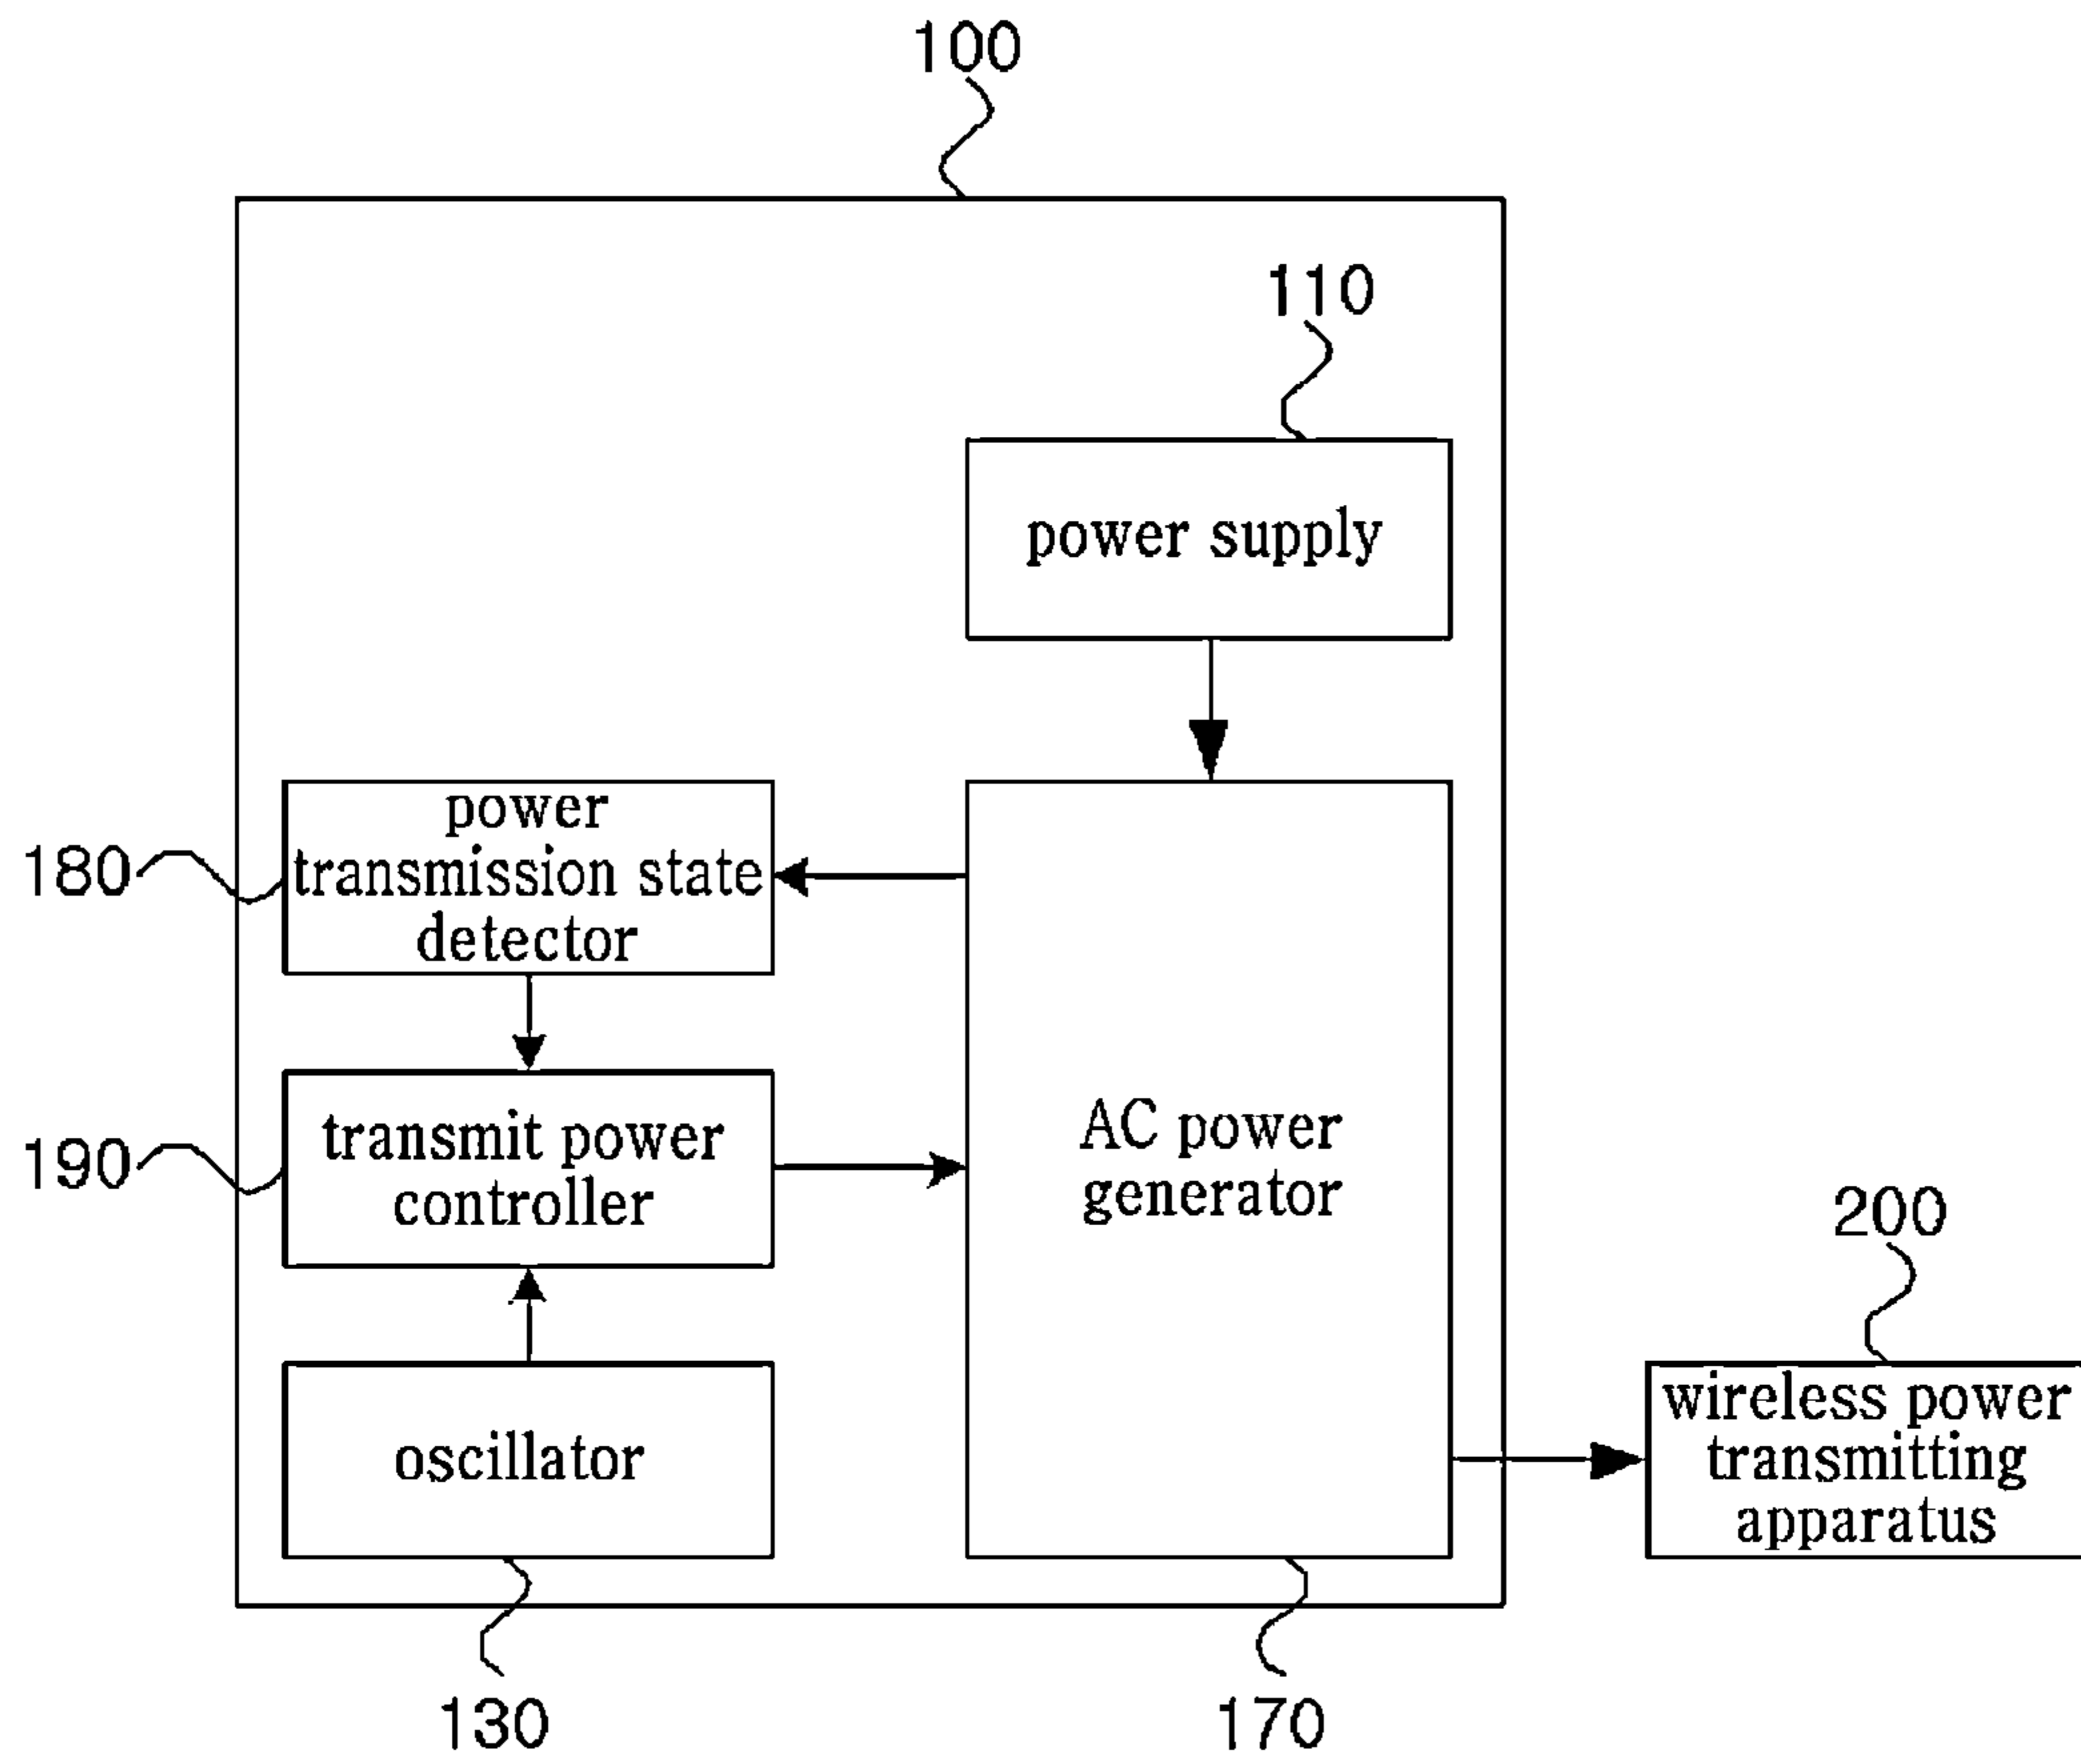 100
110
power supply
180
power
transmission state
detector
190
transmit power
controller
AC power
generator
200
wireless power
transmitting
apparatus
oscillator
130
170